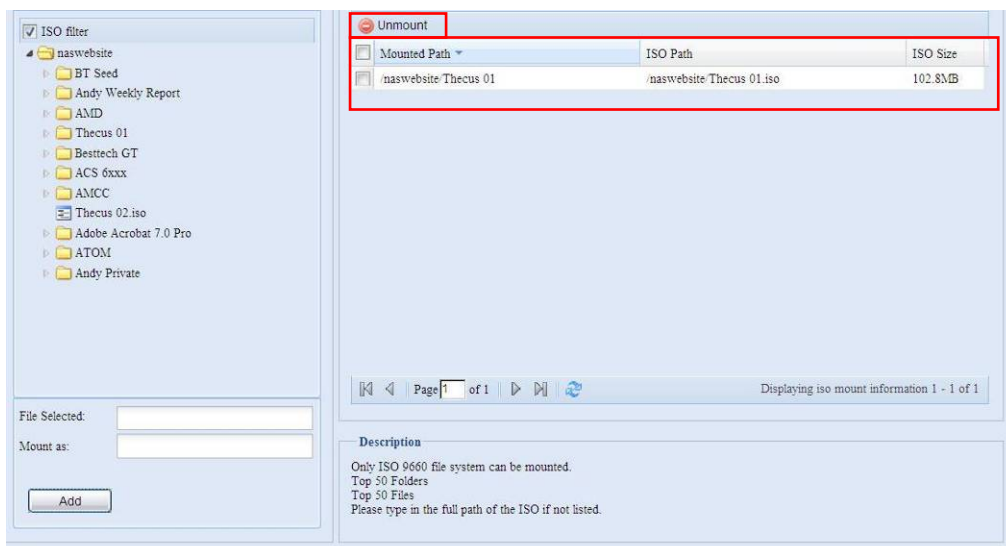 ISO filter
naswebsite
BT Seed
Andy Weekly Report
AMD
Thecus 01
Besttech GT
ACS 6xxx
AMCC
Thecus 02.iso
Adobe Acrobat 7.0 Pro
ATOM
Andy Private
File Selected:
Mount as:
Add
Unmount
Mounted Path ISO Path ISO Size
/naswebsite/Thecus 01 /naswebsite/Thecus 01.iso 102.8MB
Page 1 of 1 Displaying iso mount information 1 - 1 of 1
Description
Only ISO 9660 file system can be mounted.
Top 50 Folders
Top 50 Files
Please type in the full path of the ISO if not listed.